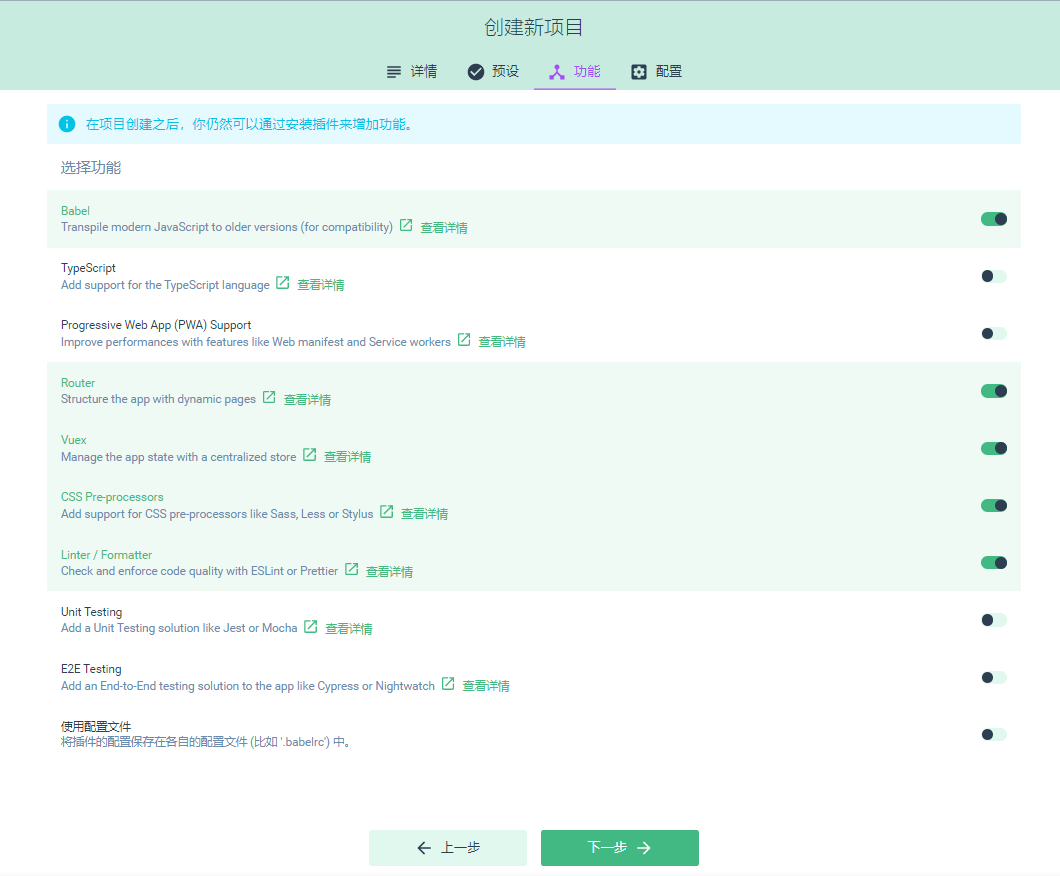 创建新项目
详情 预设 功能 配置
在项目创建之后，你仍然可以通过安装插件来增加功能。
选择功能
Babel
Transpile modern JavaScript to older versions (for compatibility) 查看详情
TypeScript
Add support for the TypeScript language 查看详情
Progressive Web App (PWA) Support
Improve performances with features like Web manifest and Service workers 查看详情
Router
Structure the app with dynamic pages 查看详情
Vuex
Manage the app state with a centralized store 查看详情
CSS Pre-processors
Add support for CSS pre-processors like Sass, Less or Stylus 查看详情
Linter / Formatter
Check and enforce code quality with ESLint or Prettier 查看详情
Unit Testing
Add a Unit Testing solution like Jest or Mocha 查看详情
E2E Testing
Add an End-to-End testing solution to the app like Cypress or Nightwatch 查看详情
使用配置文件
将插件的配置保存在各自的配置文件 (比如 '.babelrc') 中。
上一步 下一步